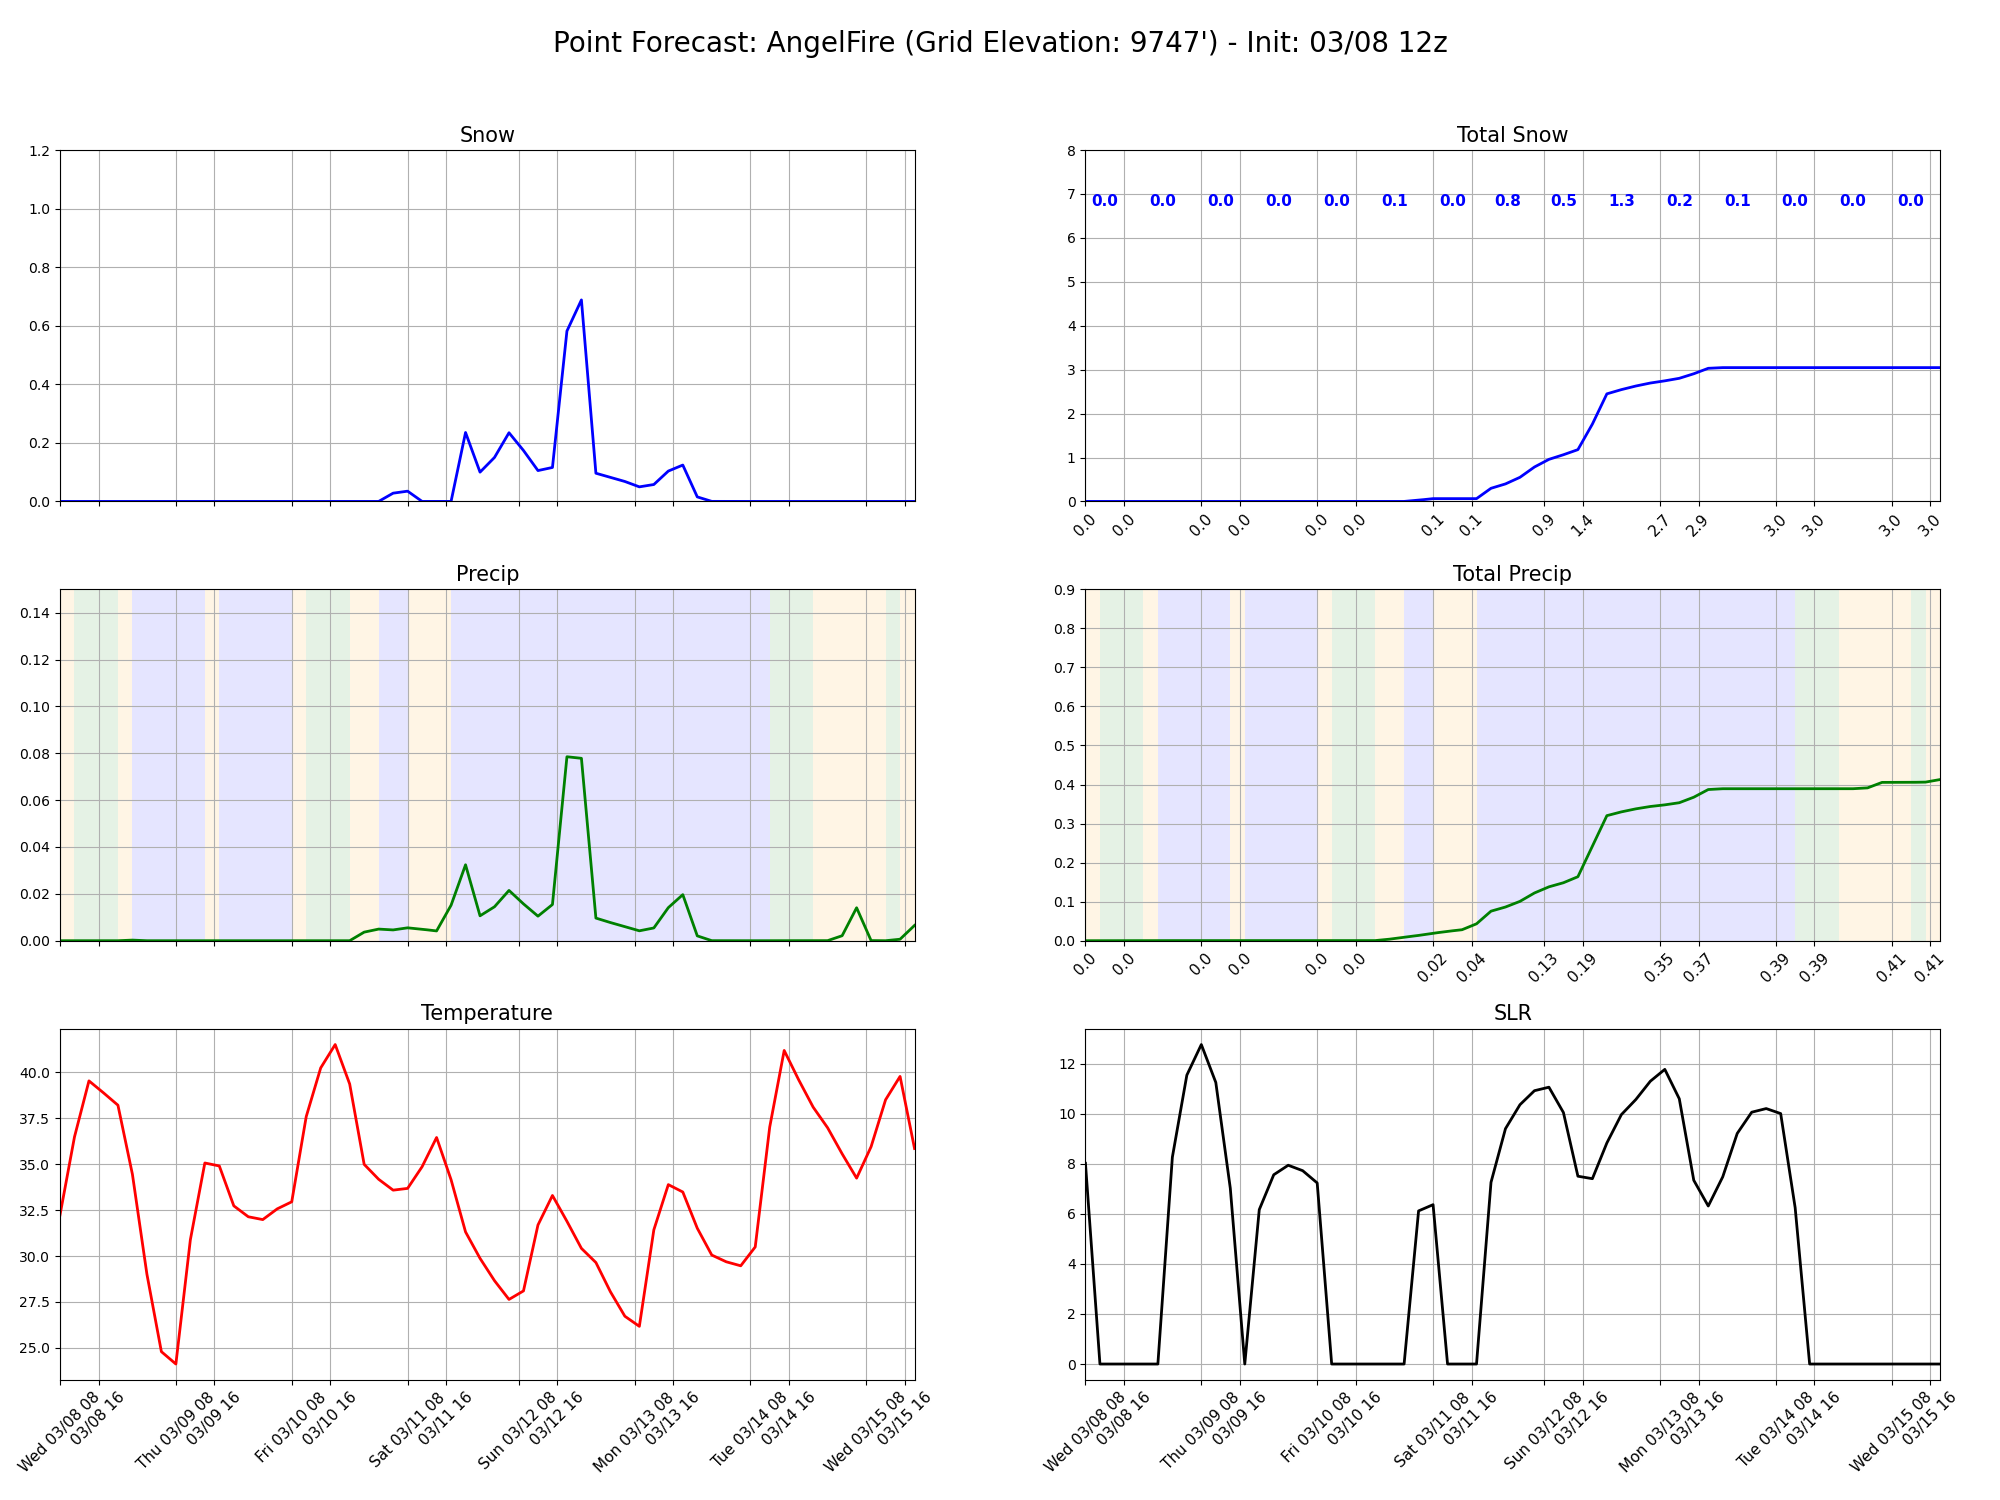 Point Forecast: AngelFire (Grid Elevation: 9747') - Init: 03/08 12z
Snow
1.2
1.0
0.8
0.6
0.4
0.2
0.0
Total Snow
8
7
6
5
4
3
2
1
0
0.0 0.0 0.0 0.0 0.0 0.1 0.0 0.8 0.5 1.3 0.2 0.1 0.0 0.0 0.0
0.0 0.0 0.0 0.0 0.0 0.0 0.1 0.1 0.9 1.4 2.7 2.9 3.0 3.0 3.0 3.0
Precip
0.14
0.12
0.10
0.08
0.06
0.04
0.02
0.00
Total Precip
0.9
0.8
0.7
0.6
0.5
0.4
0.3
0.2
0.1
0.0
0.0 0.0 0.0 0.0 0.0 0.0 0.02 0.04 0.13 0.19 0.35 0.37 0.39 0.39 0.41 0.41
Temperature
40.0
37.5
35.0
32.5
30.0
27.5
25.0
Wed 03/08 08
03/08 16
Thu 03/09 08
03/09 16
Fri 03/10 08
03/10 16
Sat 03/11 08
03/11 16
Sun 03/12 08
03/12 16
Mon 03/13 08
03/13 16
Tue 03/14 08
03/14 16
Wed 03/15 08
03/15 16
SLR
12
10
8
6
4
2
0
Wed 03/08 08
03/08 16
Thu 03/09 08
03/09 16
Fri 03/10 08
03/10 16
Sat 03/11 08
03/11 16
Sun 03/12 08
03/12 16
Mon 03/13 08
03/13 16
Tue 03/14 08
03/14 16
Wed 03/15 08
03/15 16